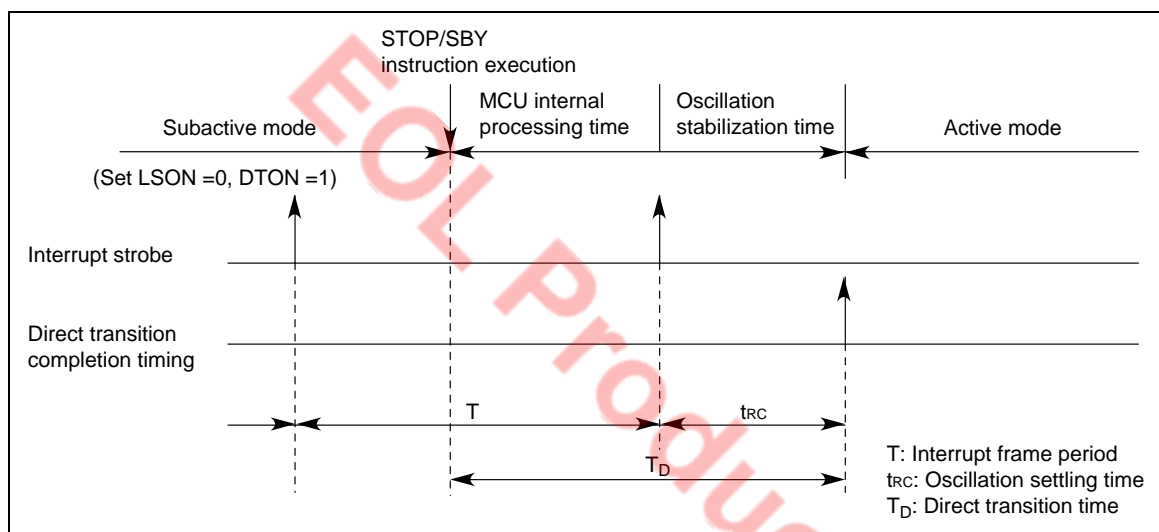 STOP/SBY
instruction execution
MCU internal
processing time
Oscillation
stabilization time
Subactive mode
Active mode
(Set LSON =0, DTON =1)
Interrupt strobe
Direct transition
completion timing
T
tRC
TD
T: Interrupt frame period
tRC: Oscillation settling time
TD: Direct transition time
EOL Produc